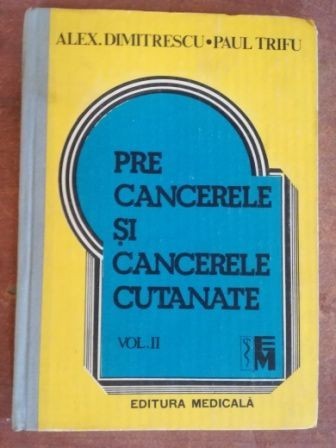 ALEX. DIMITRESCU • PAUL TRIFU
PRE
CANCERELE
ȘI
CANCERELE
CUTANATE
VOL. II
EM
EDITURA MEDICALĂ